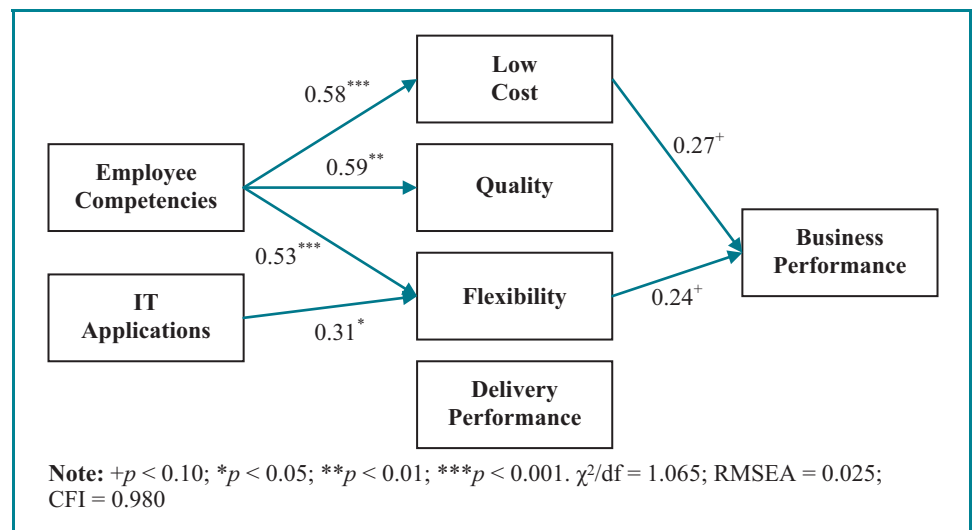 Low
Cost
0.58***
0.27+
Employee
Competencies
0.59**
Quality
Business
Performance
0.53***
Flexibility
0.24+
IT
Applications
0.31*
Delivery
Performance
Note: +p < 0.10; *p < 0.05; **p < 0.01; ***p < 0.001. χ²/df = 1.065; RMSEA = 0.025;
CFI = 0.980